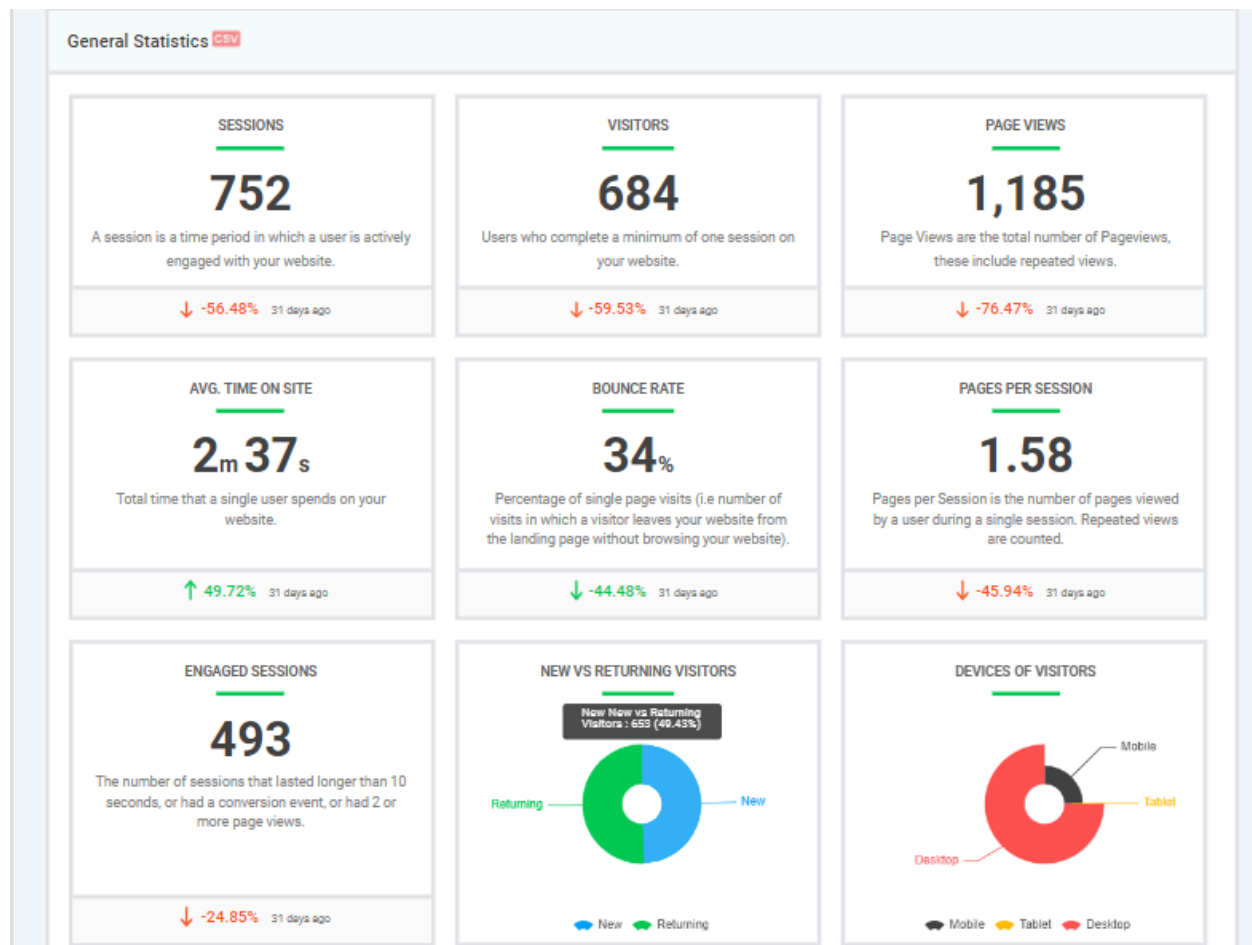 General Statistics CSV
SESSIONS
752
A session is a time period in which a user is actively
engaged with your website.
-56.48% 31 days ago
VISITORS
684
Users who complete a minimum of one session on
your website.
-59.53% 31 days ago
PAGE VIEWS
1,185
Page Views are the total number of Pageviews,
these include repeated views.
-76.47% 31 days ago
AVG. TIME ON SITE
2m 37s
Total time that a single user spends on your
website.
49.72% 31 days ago
BOUNCE RATE
34%
Percentage of single page visits (i.e number of
visits in which a visitor leaves your website from
the landing page without browsing your website).
-44.48% 31 days ago
PAGES PER SESSION
1.58
Pages per Session is the number of pages viewed
by a user during a single session. Repeated views
are counted.
-45.94% 31 days ago
ENGAGED SESSIONS
493
The number of sessions that lasted longer than 10
seconds, or had a conversion event, or had 2 or
more page views.
-24.85% 31 days ago
NEW VS RETURNING VISITORS
New New vs Returning
Visitors : 653 (49.43%)
Returning
New
New Returning
DEVICES OF VISITORS
Mobile
Tablet
Desktop
Mobile Tablet Desktop